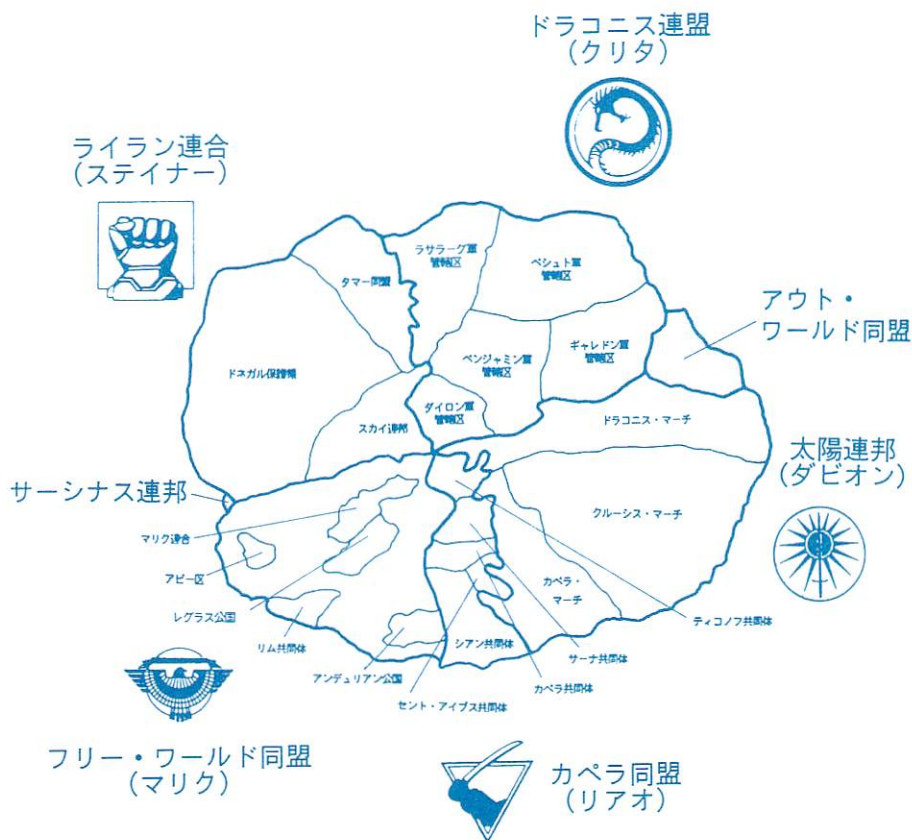 ドラコニス連盟
(クリタ)
ライラン連合
(ステイナー)
ラサラーグ軍
管轄区
ペシュト軍
管轄区
タマー同盟
アウト・
ワールド同盟
ベンジャミン軍
管轄区
ギャレドン軍
管轄区
ドネガル保護領
ダイロン軍
管轄区
スカイ連邦
ドラコニス・マーチ
太陽連邦
(ダビオン)
サーシナス連邦
クルーシス・マーチ
マリク連合
アビー区
カペラ・
マーチ
レグラス公国
ティコノフ共同体
リム共同体
シアン共同体
サーナ共同体
アンデュリアン公国
カペラ共同体
セント・アイブス共同体
フリー・ワールド同盟
(マリク)
カペラ同盟
(リアオ)